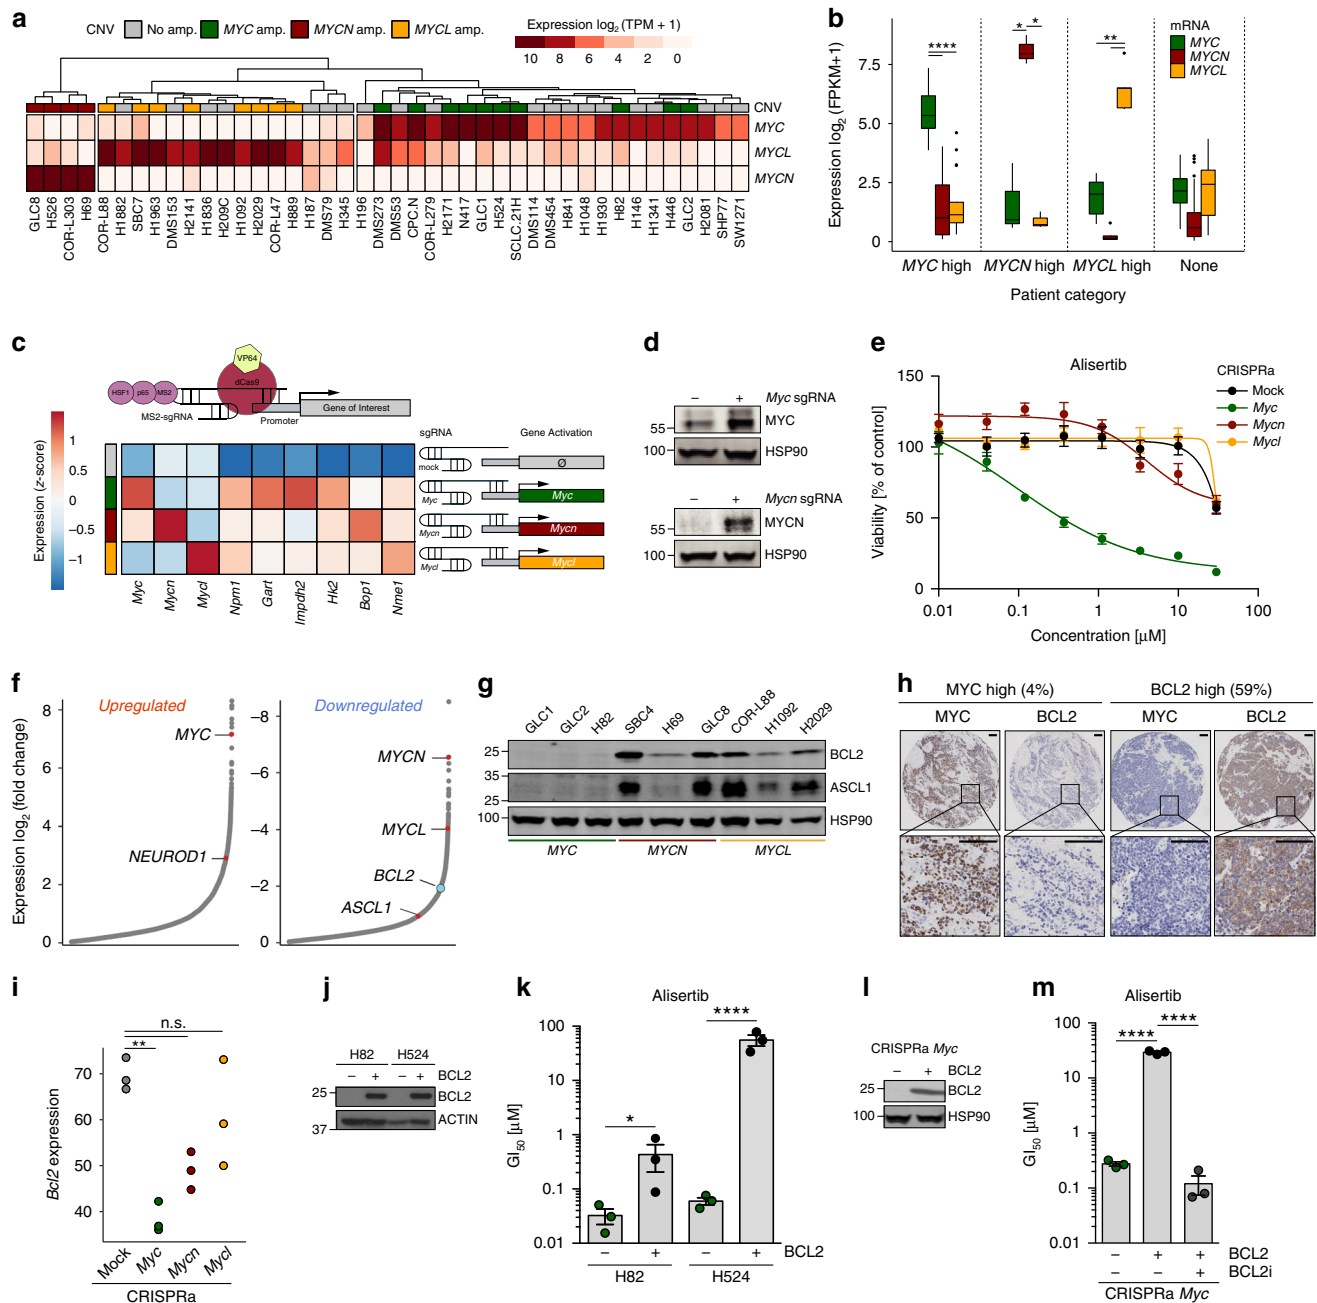 a
CNV No amp. MYC amp. MYCN amp. MYCL amp.
Expression log2 (TPM + 1)
10 8 6 4 2 0
CNV
MYC
MYCL
MYCN
GLC8 H526 COR-L303 H69 COR-L88 H1882 SBC7 H1963 DMS153 H2141 H1836 H209C H1092 H2029 COR-L47 H889 H187 DMS79 H345 H196 DMS273 DMS53 CPC.N COR-L279 H2171 N417 GLC1 H524 SCLC.21H DMS114 DMS454 H841 H1048 H1930 H82 H146 H1341 H446 GLC2 H2081 SHP77 SW1271
b
Expression log2 (FPKM+1)
7.5
5.0
2.5
0
**** * * **
mRNA
MYC
MYCN
MYCL
MYC high MYCN high MYCL high None
Patient category
c
VP64
dCas9
HSF1 p65 MS2
MS2-sgRNA
Promoter
Gene of Interest
Expression (z-score)
1
0.5
0
−0.5
−1
sgRNA Gene Activation
mock Ø
Myc Myc
Mycn Mycn
Mycl Mycl
Myc Mycn Mycl Npm1 Gart Impdh2 Hk2 Bop1 Nme1
d
− + Myc sgRNA
55 MYC
100 HSP90
− + Mycn sgRNA
55 MYCN
100 HSP90
e
Alisertib
Viability [% of control]
150
100
50
0
0.01 0.1 1 10 100
Concentration [μM]
CRISPRa
Mock
Myc
Mycn
Mycl
f
Expression log2 (fold change)
Upregulated
8
6
4
2
0
MYC
NEUROD1
Downregulated
−8
−6
−4
−2
0
MYCN
MYCL
BCL2
ASCL1
g
GLC1 GLC2 H82 SBC4 H69 GLC8 COR-L88 H1092 H2029
25 BCL2
35
25 ASCL1
100 HSP90
MYC MYCN MYCL
h
MYC high (4%) BCL2 high (59%)
MYC BCL2 MYC BCL2
i
n.s.
**
Bcl2 expression
70
60
50
40
Mock Myc Mycn Mycl
CRISPRa
j
H82 H524
− + − + BCL2
25 BCL2
37 ACTIN
k
Alisertib
GI50 [μM]
100
10
1
0.1
0.01
* ****
− + − + BCL2
H82 H524
l
CRISPRa Myc
− + BCL2
25 BCL2
100 HSP90
m
Alisertib
GI50 [μM]
100
10
1
0.1
0.01
**** ****
− + + BCL2
− − + BCL2i
CRISPRa Myc